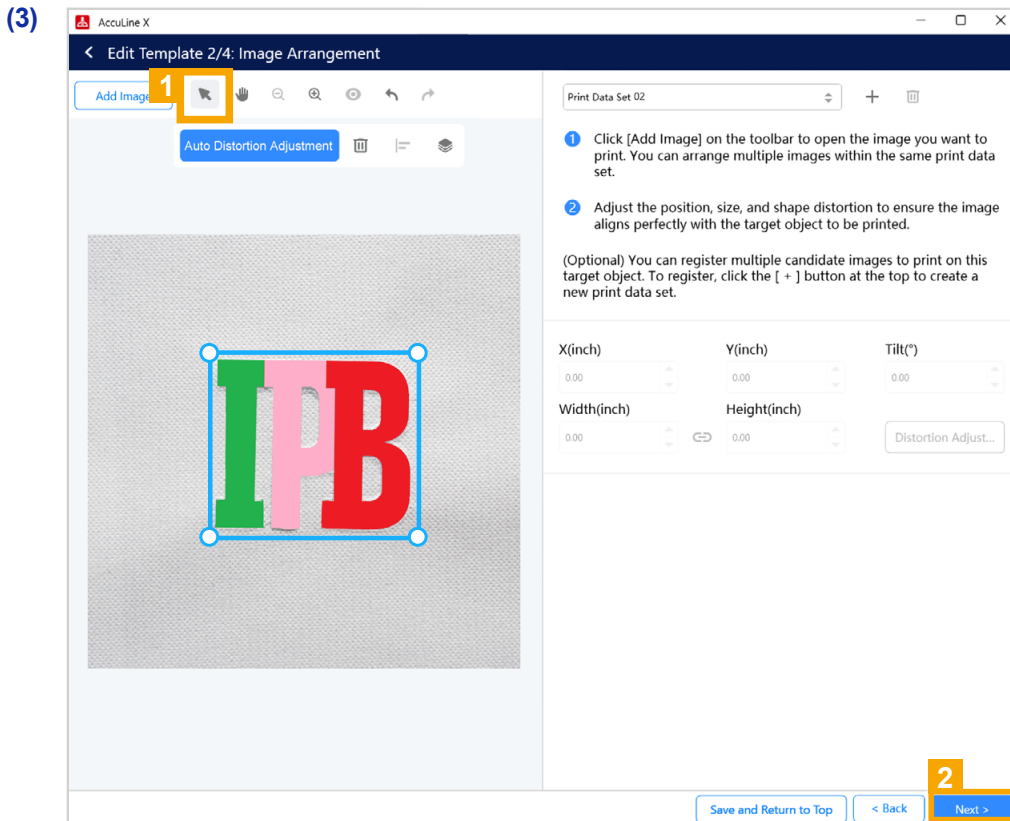 (3)
AccuLine X
Edit Template 2/4: Image Arrangement
Add Image
1
Auto Distortion Adjustment
IPB
Print Data Set 02
1 Click [Add Image] on the toolbar to open the image you want to
print. You can arrange multiple images within the same print data
set.
2 Adjust the position, size, and shape distortion to ensure the image
aligns perfectly with the target object to be printed.
(Optional) You can register multiple candidate images to print on this
target object. To register, click the [ + ] button at the top to create a
new print data set.
X(inch) Y(inch) Tilt(°)
0.00 0.00 0.00
Width(inch) Height(inch)
0.00 0.00 Distortion Adjust...
2
Save and Return to Top < Back Next >